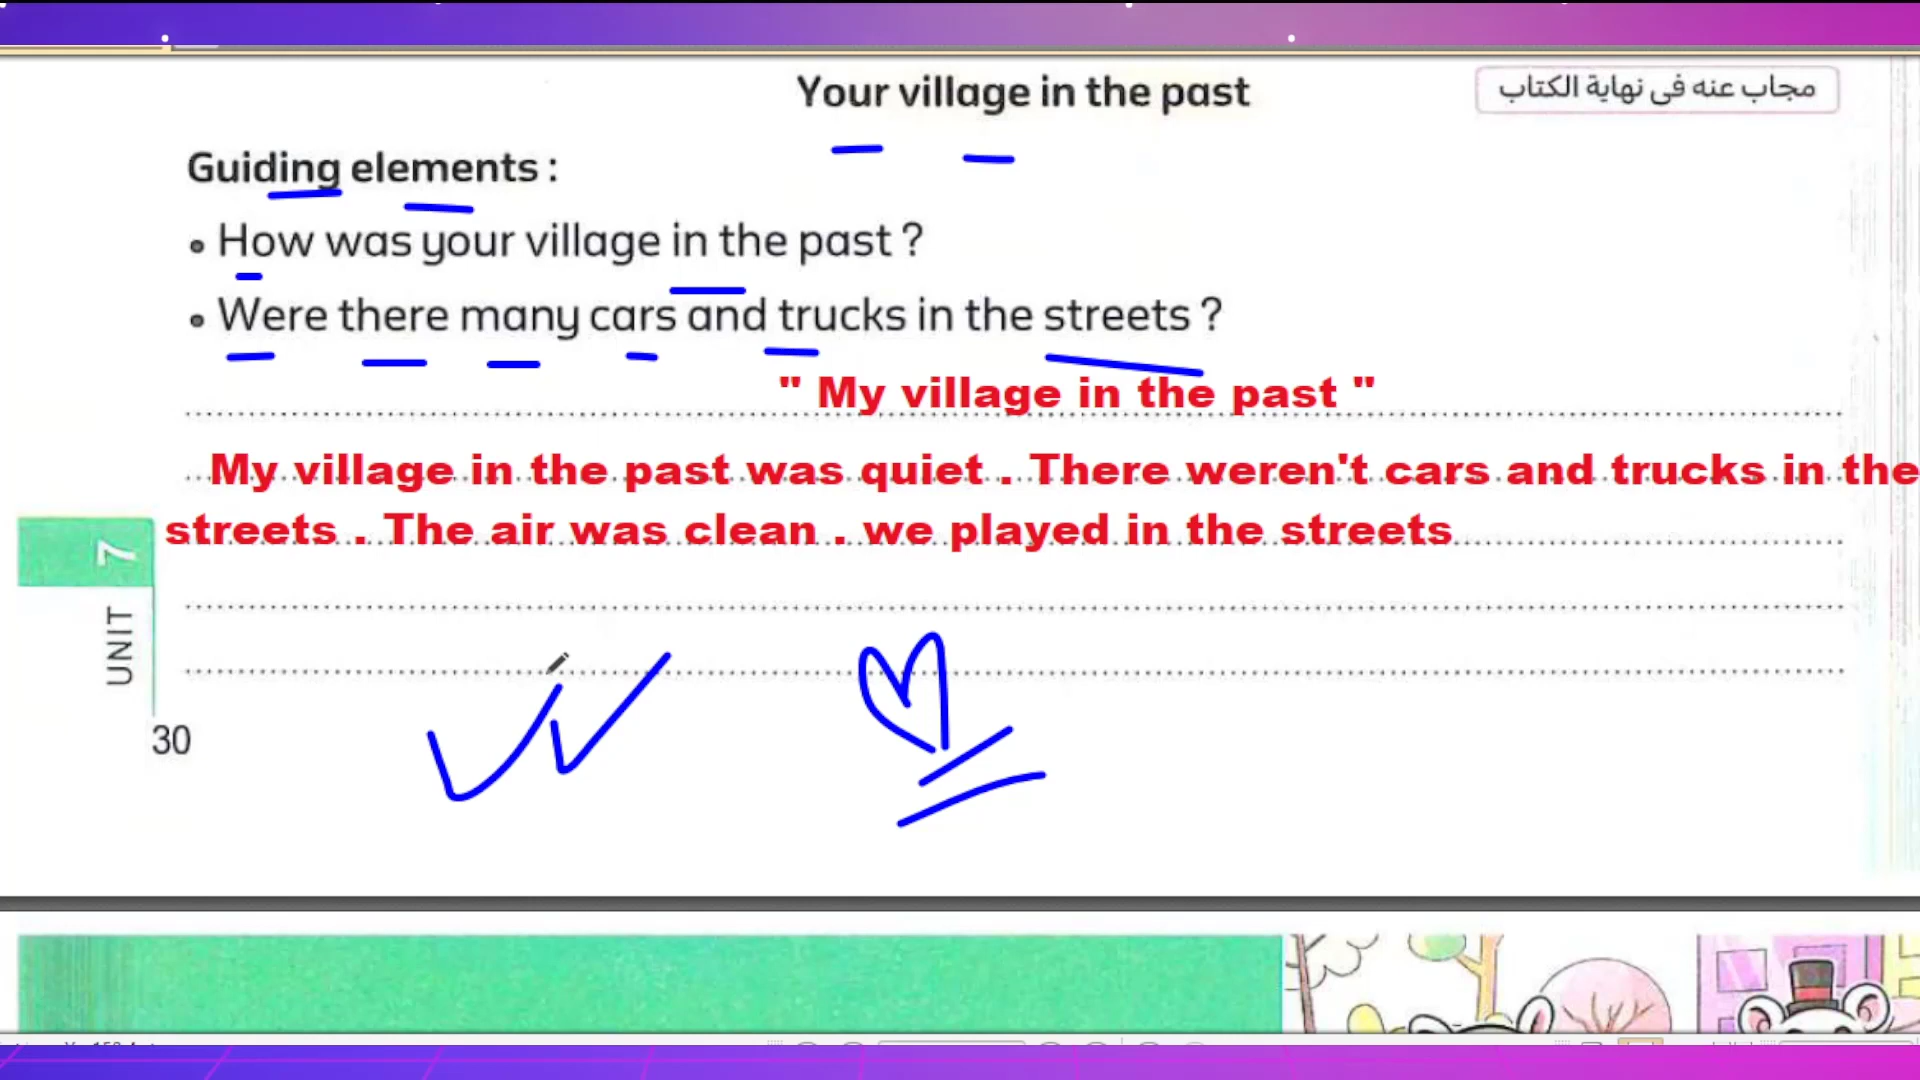 Your village in the past
مجاب عنه فى نهاية الكتاب
Guiding elements :
• How was your village in the past ?
• Were there many cars and trucks in the streets ?
" My village in the past "
My village in the past was quiet . There weren't cars and trucks in the
streets . The air was clean . we played in the streets
7
UNIT
30